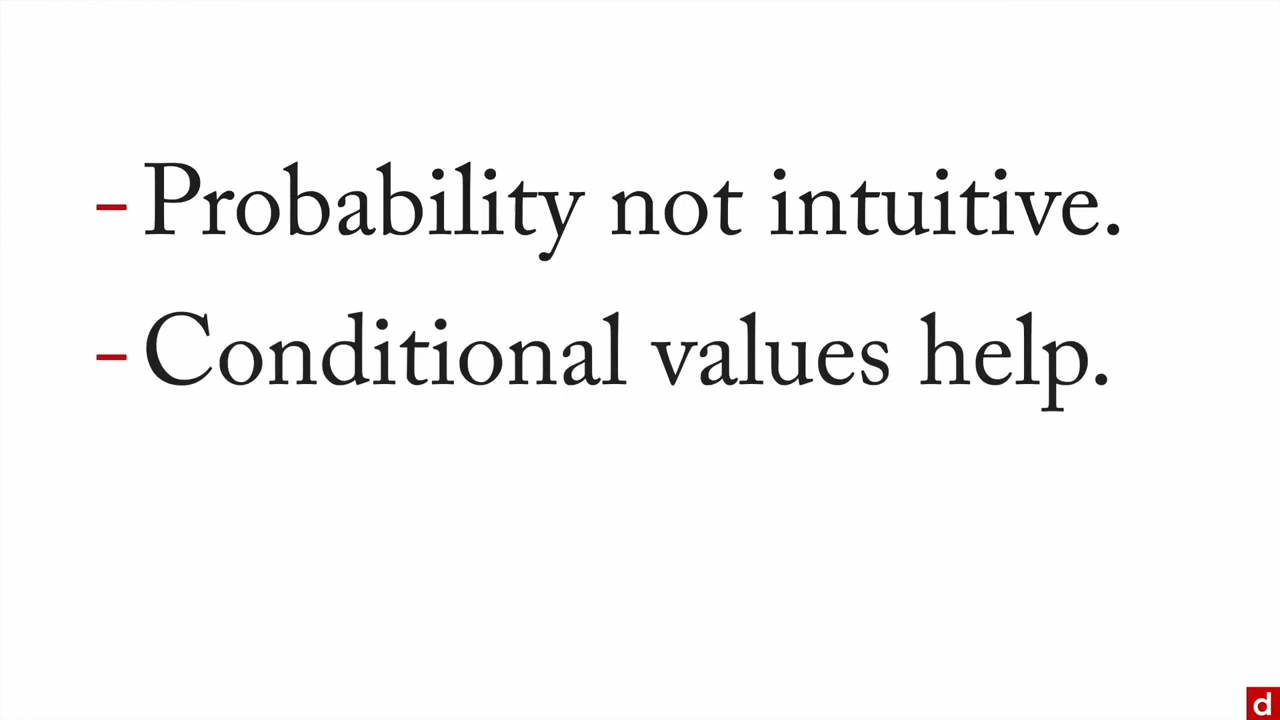 - Probability not intuitive.
- Conditional values help.
d